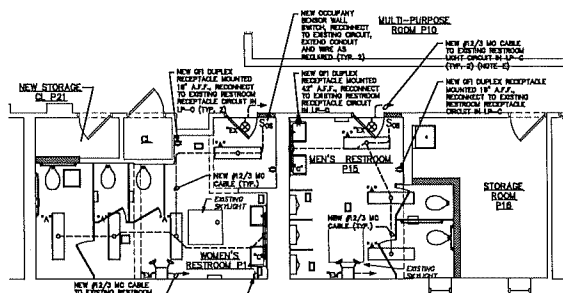 NEW OCCUPANY
SENSOR WALL
SWITCH, RECONNECT
TO EXISTING CIRCUIT,
EXTEND CONDUIT
AND WIRE AS
REQUIRED (TYP. 2)
MULTI-PURPOSE
ROOM P10
NEW #12/3 MC CABLE
TO EXISTING RESTROOM
LIGHT CIRCUIT IN LP-C
(TYP. 2) (NOTE 2)
NEW STORAGE
CL P21
NEW GFI DUPLEX
RECEPTACLE MOUNTED
18" A.F.F., RECONNECT
TO EXISTING RESTROOM
RECEPTACLE CIRCUIT IN
LP-C (TYP. 2)
NEW GFI DUPLEX
RECEPTACLE MOUNTED
42" A.F.F., RECONNECT
TO EXISTING RESTROOM
RECEPTACLE CIRCUIT
IN LP-C
NEW GFI DUPLEX
RECEPTACLE MOUNTED
18" A.F.F., RECONNECT
TO EXISTING RESTROOM
RECEPTACLE CIRCUIT
IN LP-C
CL
"EX"
S OS
"EX"
S OS
"A"
"A"
MEN'S RESTROOM
P15
NEW #12/3 MC
CABLE (TYP.)
EXISTING
SKYLIGHT
STORAGE
ROOM
P16
"A"
"A"
"A"
NEW #12/3 MC
CABLE (TYP.)
WOMEN'S
RESTROOM P14
EXISTING
SKYLIGHT
NEW #12/3 MC CABLE
TO EXISTING RESTROOM